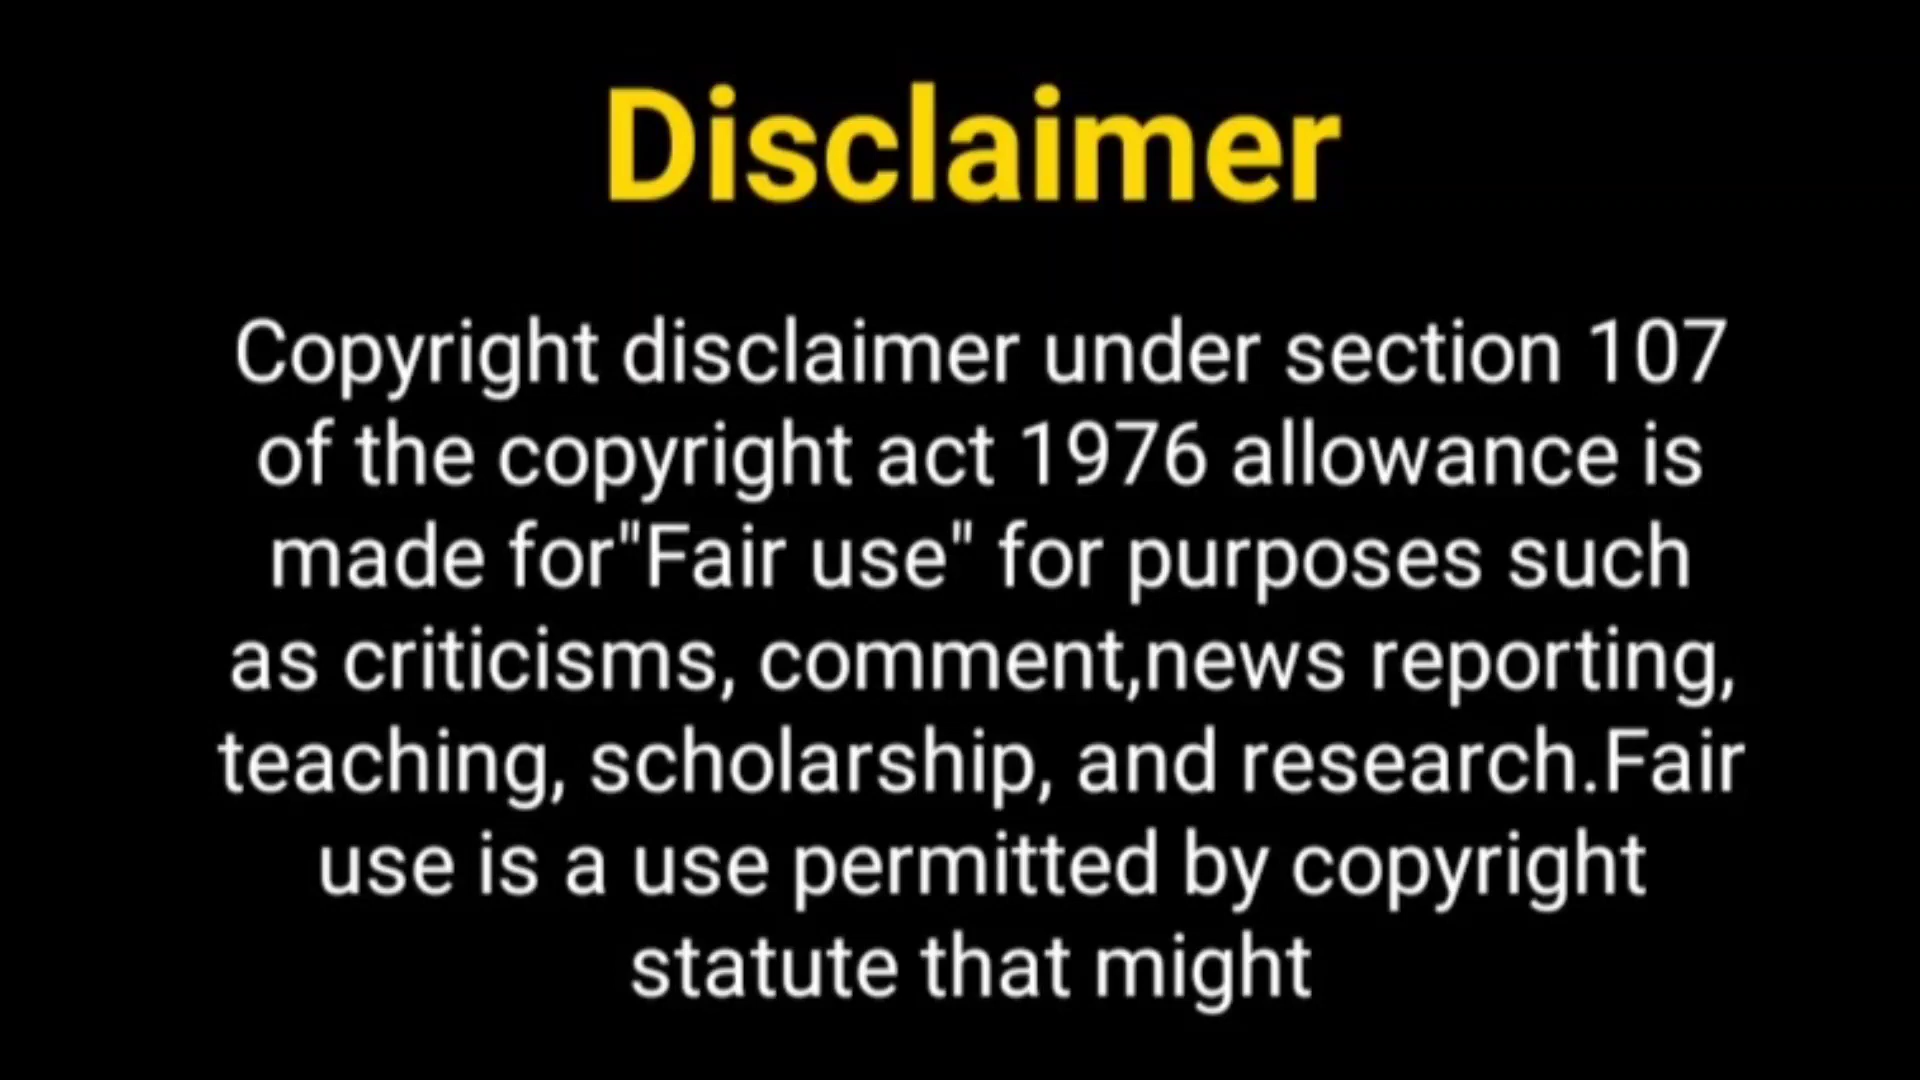 Disclaimer
Copyright disclaimer under section 107
of the copyright act 1976 allowance is
made for"Fair use" for purposes such
as criticisms, comment,news reporting,
teaching, scholarship, and research.Fair
use is a use permitted by copyright
statute that might